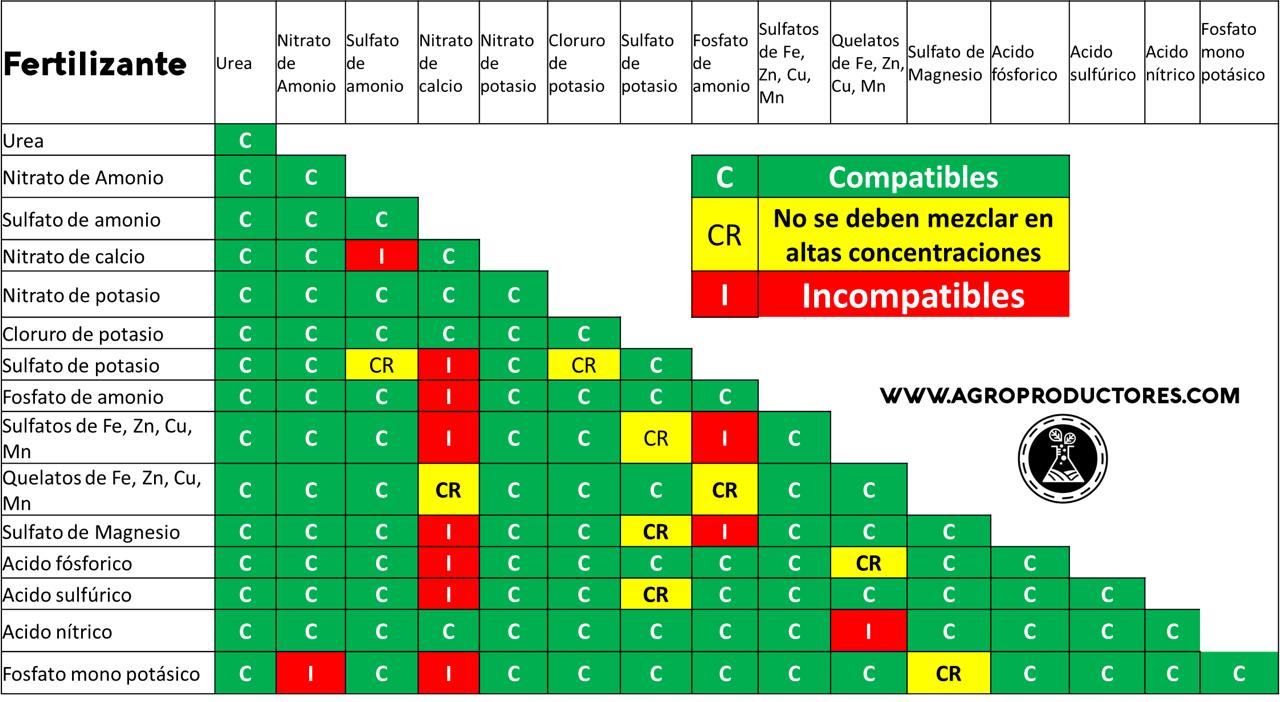 Fertilizante Urea Nitrato de Amonio Sulfato de amonio Nitrato de calcio Nitrato de potasio Cloruro de potasio Sulfato de potasio Fosfato de amonio Sulfatos de Fe, Zn, Cu, Mn Quelatos de Fe, Zn, Cu, Mn Sulfato de Magnesio Acido fósforico Acido sulfúrico Acido nítrico Fosfato mono potásico
Urea C
Nitrato de Amonio C C
C Compatibles
Sulfato de amonio C C C
CR No se deben mezclar en
altas concentraciones
Nitrato de calcio C C I C
Nitrato de potasio C C C C C
I Incompatibles
Cloruro de potasio C C C C C C
Sulfato de potasio C C CR I C CR C
Fosfato de amonio C C C I C C C C
WWW.AGROPRODUCTORES.COM
Sulfatos de Fe, Zn, Cu,
Mn C C C I C C CR I C
Quelatos de Fe, Zn, Cu,
Mn C C C CR C C C CR C C
Sulfato de Magnesio C C C I C C CR I C C C
Acido fósforico C C C I C C C C C CR C C
Acido sulfúrico C C C I C C CR C C C C C C
Acido nítrico C C C C C C C C C I C C C C
Fosfato mono potásico C I C I C C C C C C CR C C C C